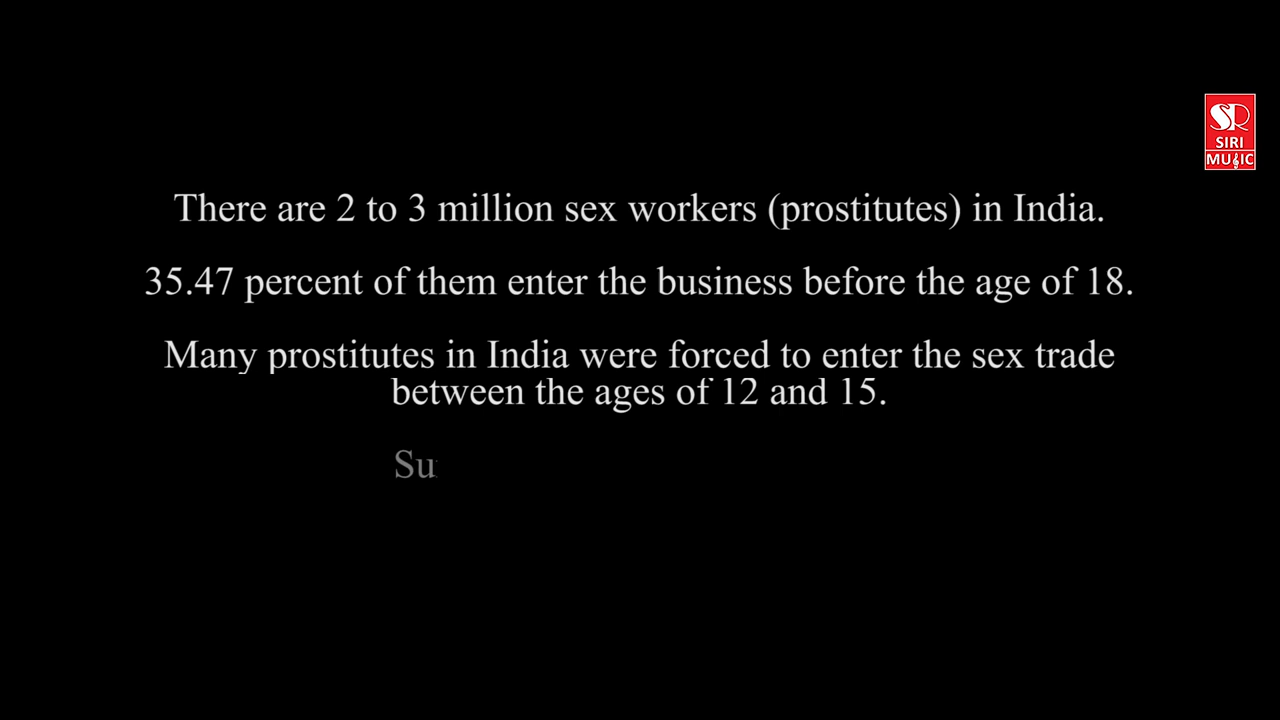 SR
SIRI
MUSIC
There are 2 to 3 million sex workers (prostitutes) in India.
35.47 percent of them enter the business before the age of 18.
Many prostitutes in India were forced to enter the sex trade
between the ages of 12 and 15.
Su